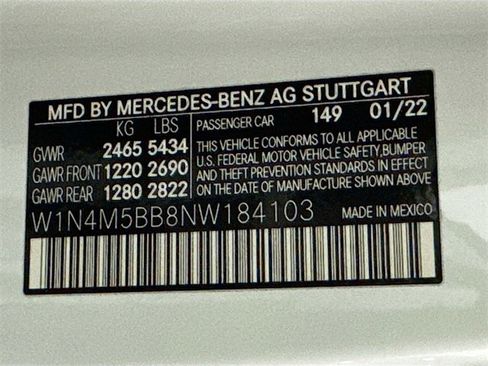 MFD BY MERCEDES-BENZ AG STUTTGART
KG LBS PASSENGER CAR 149 01/22
GVWR 2465 5434
GAWR FRONT 1220 2690
GAWR REAR 1280 2822
THIS VEHICLE CONFORMS TO ALL APPLICABLE
U.S. FEDERAL MOTOR VEHICLE SAFETY, BUMPER
AND THEFT PREVENTION STANDARDS IN EFFECT
ON THE DATE OF MANUFACTURE SHOWN ABOVE.
W1N4M5BB8NW184103 MADE IN MEXICO